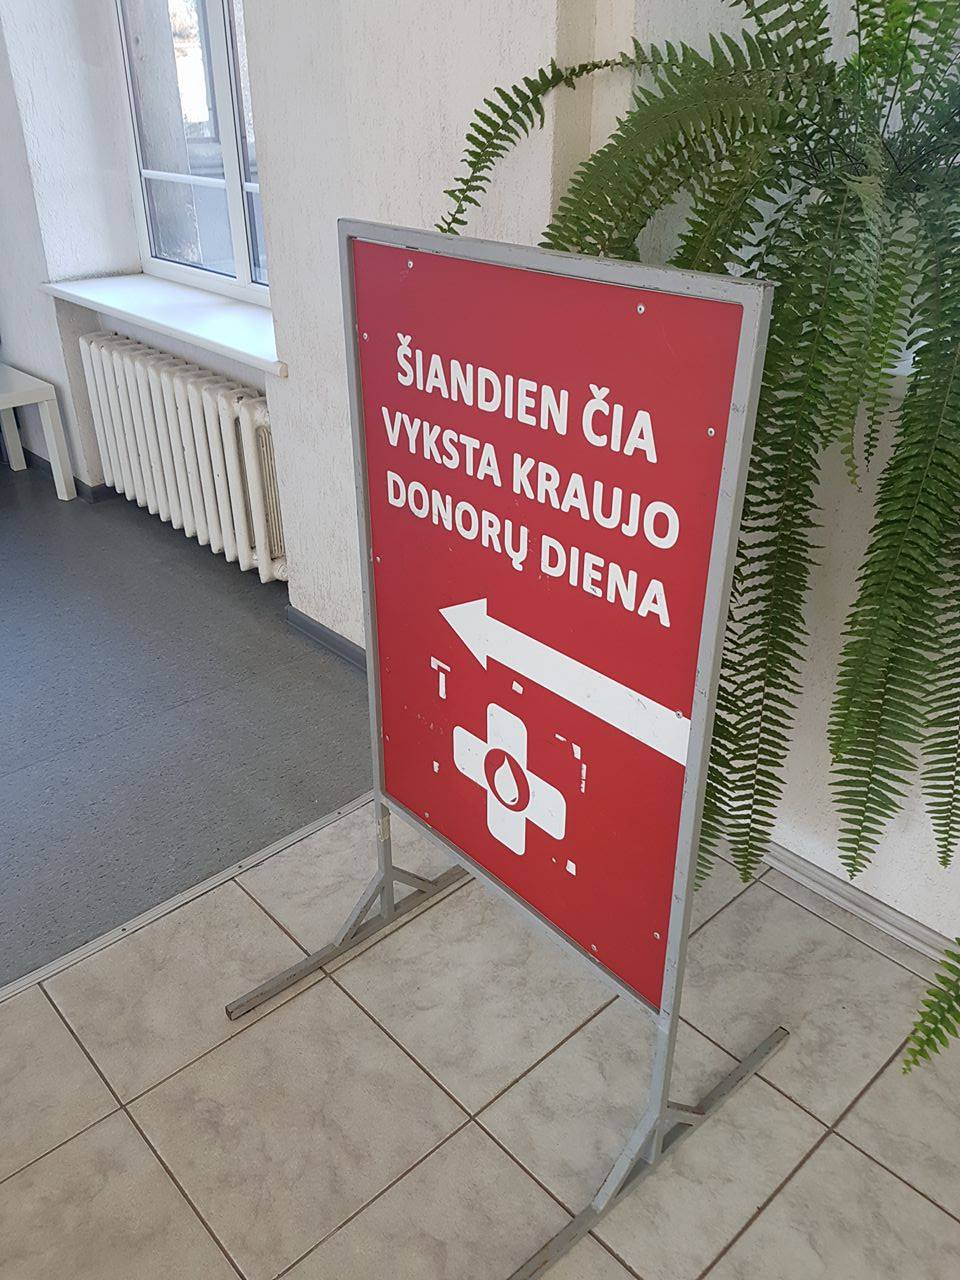 ŠIANDIEN ČIA
VYKSTA KRAUJO
DONORŲ DIENA